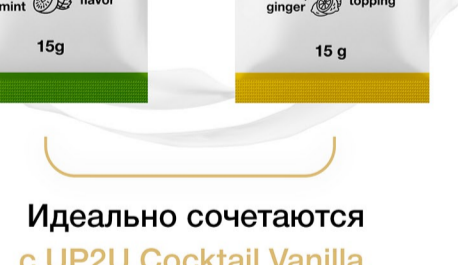 mint flavor
ginger topping
15g
15 g
Идеально сочетаются
с UP2U Cocktail Vanilla